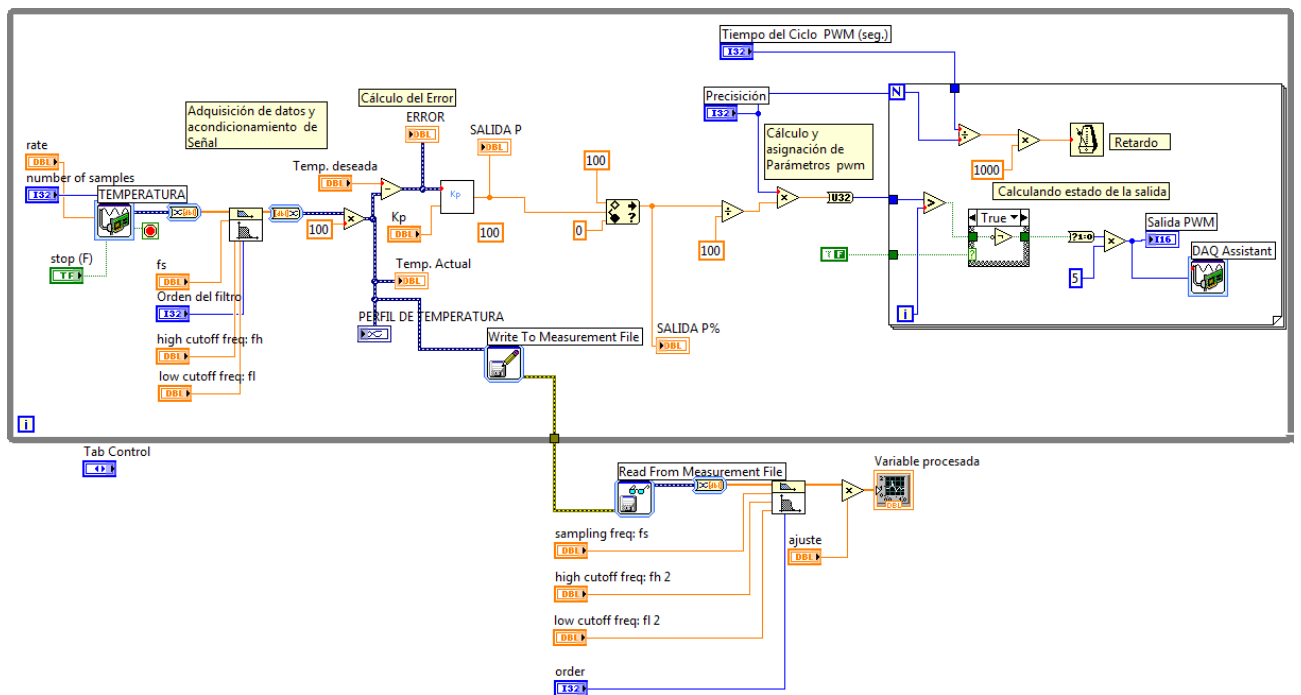 Tiempo del Ciclo PWM (seg.)
I32
Precisición
I32
N
Cálculo y
asignación de
Parámetros pwm
Cálculo del Error
ERROR
DBL
SALIDA P
DBL
Adquisición de datos y
acondicionamiento de
Señal
rate
DBL
number of samples
I32
TEMPERATURA
stop (F)
TF
Temp. deseada
DBL
Kp
DBL
Kp
100
100
100
0
100
U32
1000
Retardo
Calculando estado de la salida
True
?
TF
?1:0
5
Salida PWM
I16
DAQ Assistant
i
fs
DBL
Orden del filtro
I32
high cutoff freq: fh
DBL
low cutoff freq: fl
DBL
Temp. Actual
DBL
PERFIL DE TEMPERATURA
Write To Measurement File
SALIDA P%
DBL
i
Tab Control
Read From Measurement File
Variable procesada
DBL
sampling freq: fs
DBL
ajuste
DBL
high cutoff freq: fh 2
DBL
low cutoff freq: fl 2
DBL
order
I32